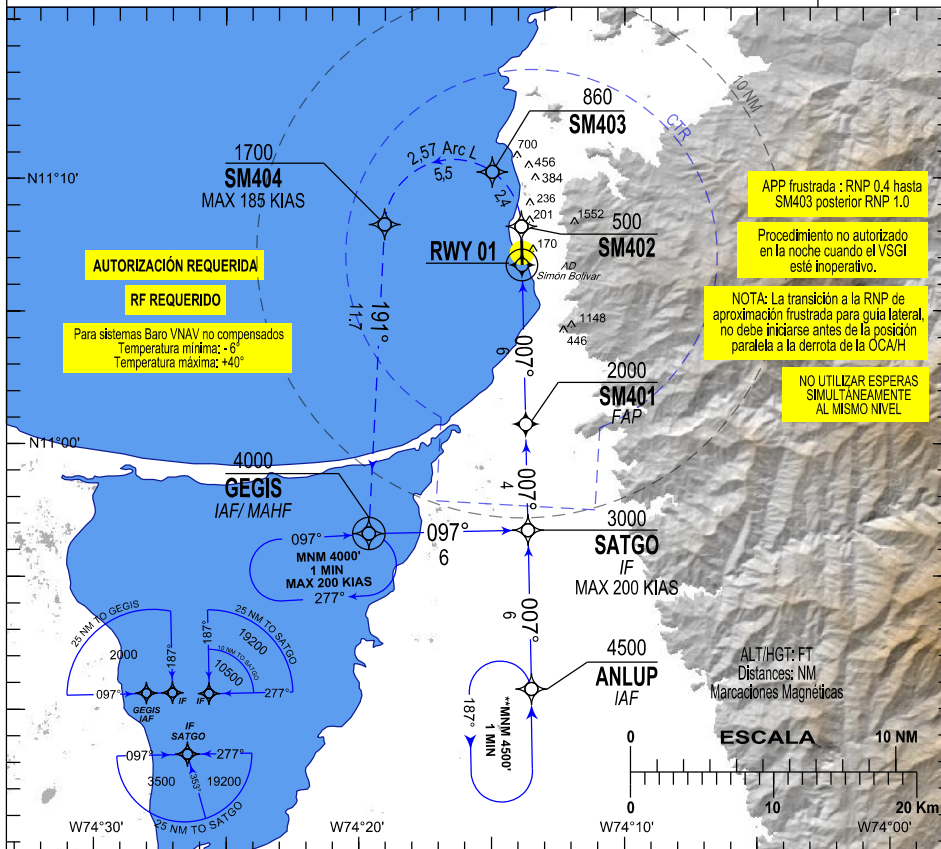 10 NM
CTR
860
SM403
700
456
384
236
201
1552
170
2,57 Arc L
5,5
2,4
1700
SM404
MAX 185 KIAS
N11°10'
500
SM402
RWY 01
AD
Simón Bolívar
APP frustrada : RNP 0.4 hasta
SM403 posterior RNP 1.0
Procedimiento no autorizado
en la noche cuando el VSGI
esté inoperativo.
NOTA: La transición a la RNP de
aproximación frustrada para guía lateral,
no debe iniciarse antes de la posición
paralela a la derrota de la OCA/H
NO UTILIZAR ESPERAS
SIMULTÁNEAMENTE
AL MISMO NIVEL
AUTORIZACIÓN REQUERIDA
RF REQUERIDO
Para sistemas Baro VNAV no compensados
Temperatura mínima: - 6°
Temperatura máxima: +40°
191°
11.7
1148
446
007°
6
2000
SM401
FAP
N11°00'
4000
GEGIS
IAF/ MAHF
007°
4
097°
6
3000
SATGO
IF
MAX 200 KIAS
097°
MNM 4000'
1 MIN
MAX 200 KIAS
277°
007°
6
4500
ANLUP
IAF
187°
**MNM 4500'
1 MIN
25 NM TO GEGIS
2000
187°
097°
GEGIS
IAF
IF
25 NM TO SATGO
19200
187°
10 NM TO SATGO
10500
277°
IF
IF
SATGO
097°
277°
353°
3500
19200
25 NM TO SATGO
ALT/HGT: FT
Distances: NM
Marcaciones Magnéticas
0
ESCALA
10 NM
0
10
20 Km
W74°30'
W74°20'
W74°10'
W74°00'